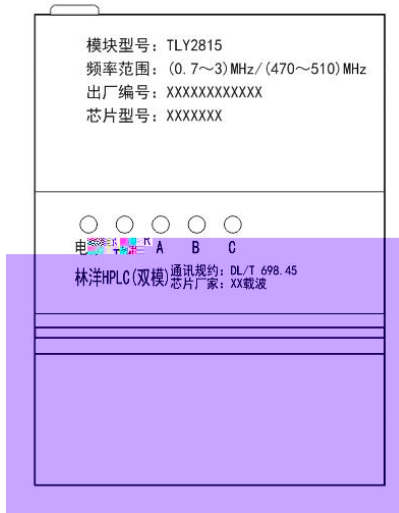 模块型号：TLY2815
频率范围：(0.7～3)MHz/(470～510)MHz
出厂编号：XXXXXXXXXXXX
芯片型号：XXXXXXX
电 A B C
林洋HPLC(双模)
通讯规约：DL/T 698.45
芯片厂家：XX载波